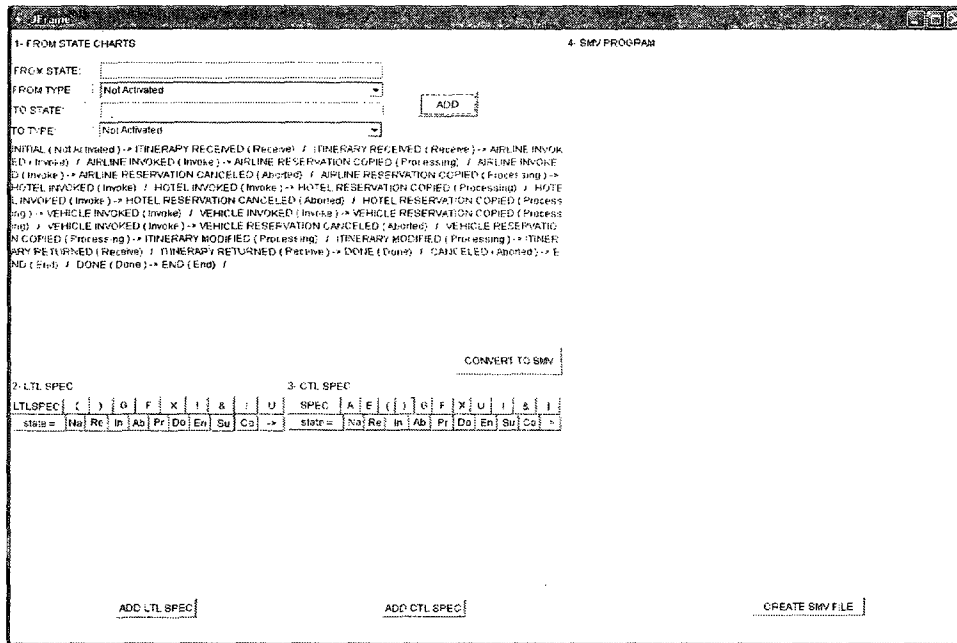 JFrame
1- FROM STATE CHARTS
4- SMV PROGRAM
FROM STATE:
FROM TYPE : Not Activated
ADD
TO STATE:
TO TYPE: Not Activated
INITIAL ( Not Activated ) -> ITINERARY RECEIVED ( Receive) / ITINERARY RECEIVED ( Receive ) -> AIRLINE INVOK
ED ( Invoke) / AIRLINE INVOKED ( Invoke ) -> AIRLINE RESERVATION COPIED ( Processing) / AIRLINE INVOKE
D ( Invoke ) -> AIRLINE RESERVATION CANCELED ( Aborted) / AIRLINE RESERVATION COPIED ( Processing ) ->
HOTEL INVOKED ( Invoke) / HOTEL INVOKED ( Invoke ) -> HOTEL RESERVATION COPIED ( Processing) / HOTE
L INVOKED ( Invoke ) -> HOTEL RESERVATION CANCELED ( Aborted) / HOTEL RESERVATION COPIED ( Process
ing ) -> VEHICLE INVOKED ( Invoke) / VEHICLE INVOKED ( Invoke ) -> VEHICLE RESERVATION COPIED ( Process
ing) / VEHICLE INVOKED ( Invoke ) -> VEHICLE RESERVATION CANCELED ( Aborted) / VEHICLE RESERVATIO
N COPIED ( Processing ) -> ITINERARY MODIFIED ( Processing) / ITINERARY MODIFIED ( Processing ) -> ITINER
ARY RETURNED ( Receive) / ITINERARY RETURNED ( Receive ) -> DONE ( Done) / CANCELED ( Aborted ) -> E
ND ( End) / DONE ( Done ) -> END ( End) /
CONVERT TO SMV
2- LTL SPEC
3- CTL SPEC
LTLSPEC ( ) G F X ! & | U
SPEC A E ( ) G F X U ! & |
state = Na Re In Ab Pr Do En Su Co ->
state = Na Re In Ab Pr Do En Su Co >
ADD LTL SPEC
ADD CTL SPEC
CREATE SMV FILE